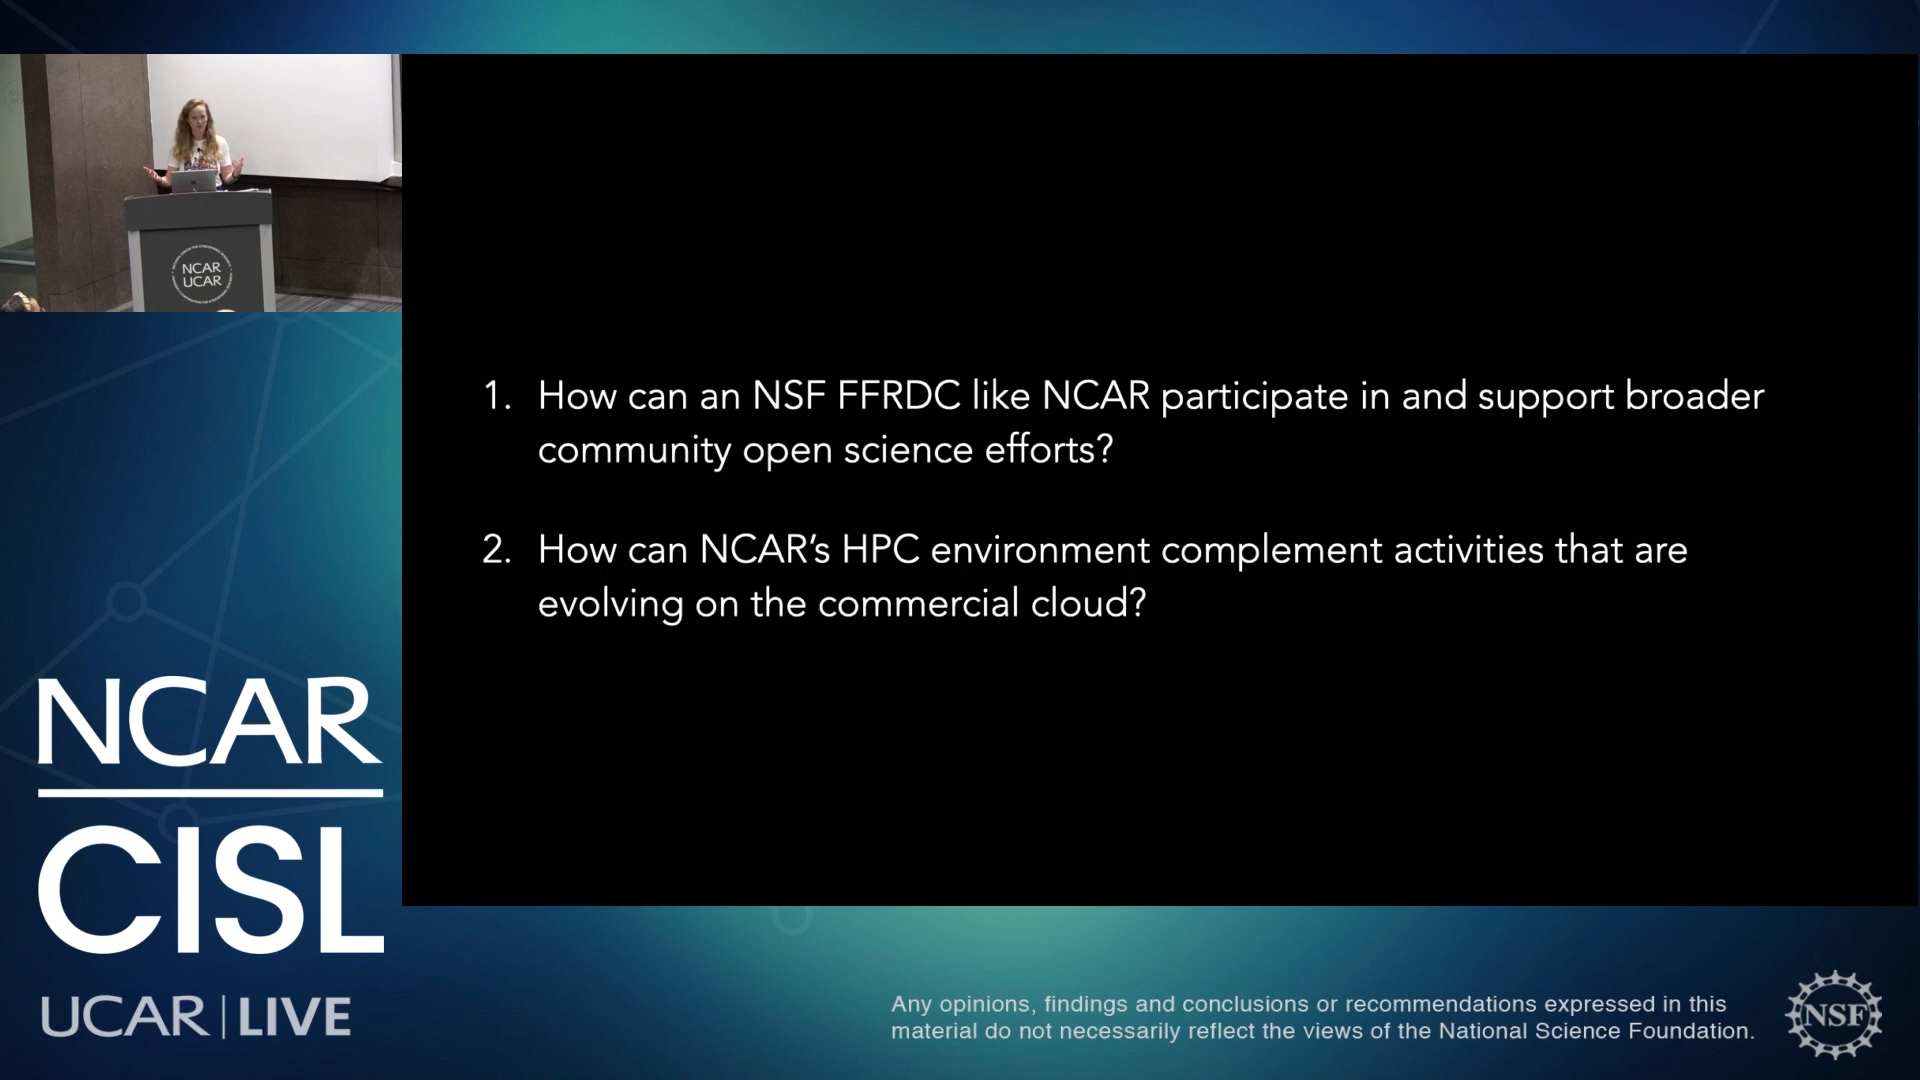 NCAR
UCAR
1. How can an NSF FFRDC like NCAR participate in and support broader
community open science efforts?
2. How can NCAR's HPC environment complement activities that are
evolving on the commercial cloud?
NCAR
CISL
UCAR | LIVE
Any opinions, findings and conclusions or recommendations expressed in this
material do not necessarily reflect the views of the National Science Foundation.
NSF